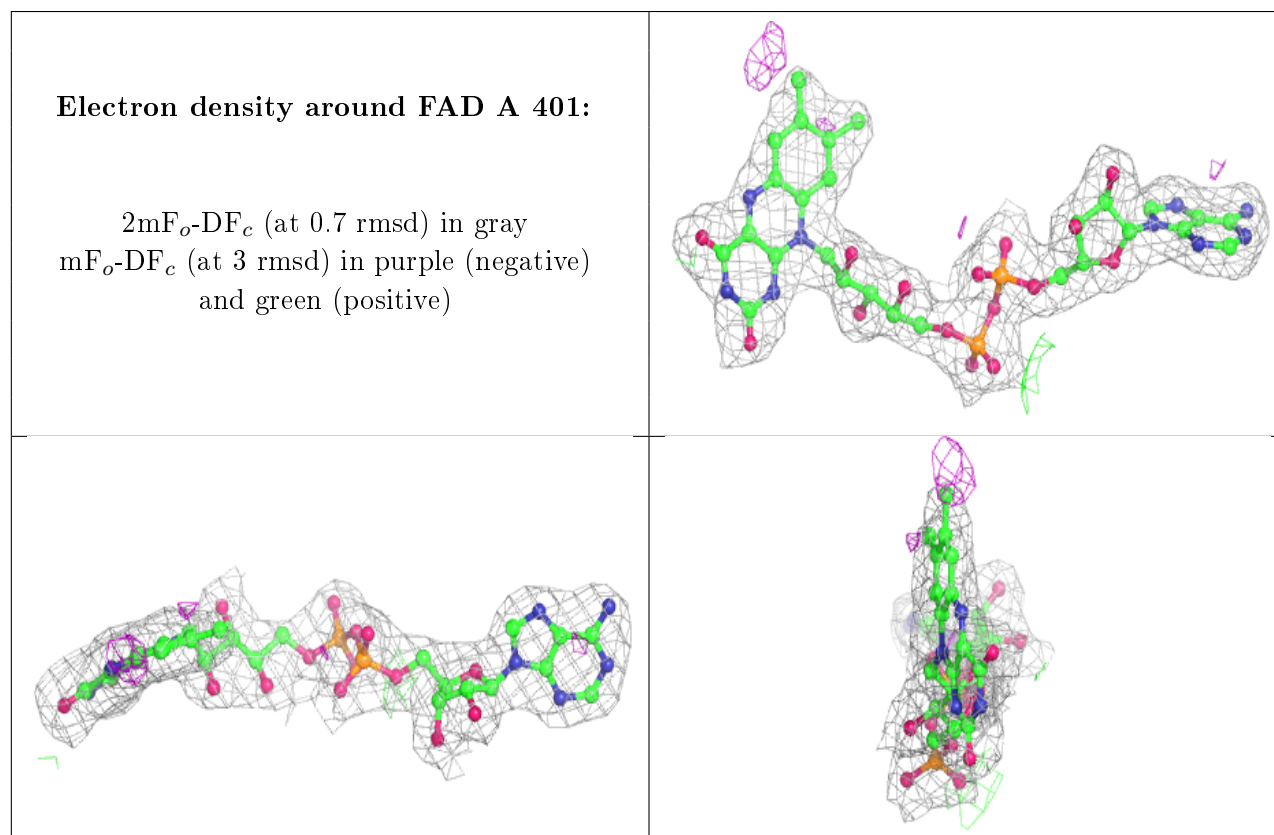 Electron density around FAD A 401:
2mFₒ-DF𝒸 (at 0.7 rmsd) in gray
mFₒ-DF𝒸 (at 3 rmsd) in purple (negative)
and green (positive)